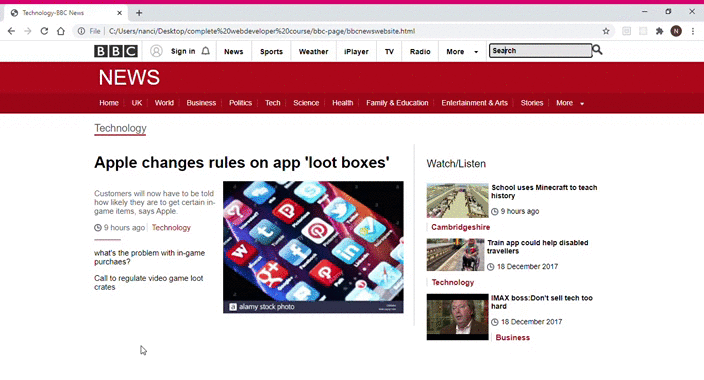 Technology-BBC News
File C:/Users/nanci/Desktop/complete%20webdeveloper%20course/bbc-page/bbcnewswebsite.html
N
BBC Sign in News Sports Weather iPlayer TV Radio More Search
NEWS
Home UK World Business Politics Tech Science Health Family & Education Entertainment & Arts Stories More
Technology
Apple changes rules on app 'loot boxes'
Customers will now have to be told
how likely they are to get certain in-
game items, says Apple.
9 hours ago Technology
what's the problem with in-game
purchases?
Call to regulate video game loot
crates
a alamy stock photo
Watch/Listen
School uses Minecraft to teach
history
9 hours ago
Cambridgeshire
Train app could help disabled
travellers
18 December 2017
Technology
IMAX boss:Don't sell tech too
hard
18 December 2017
Business